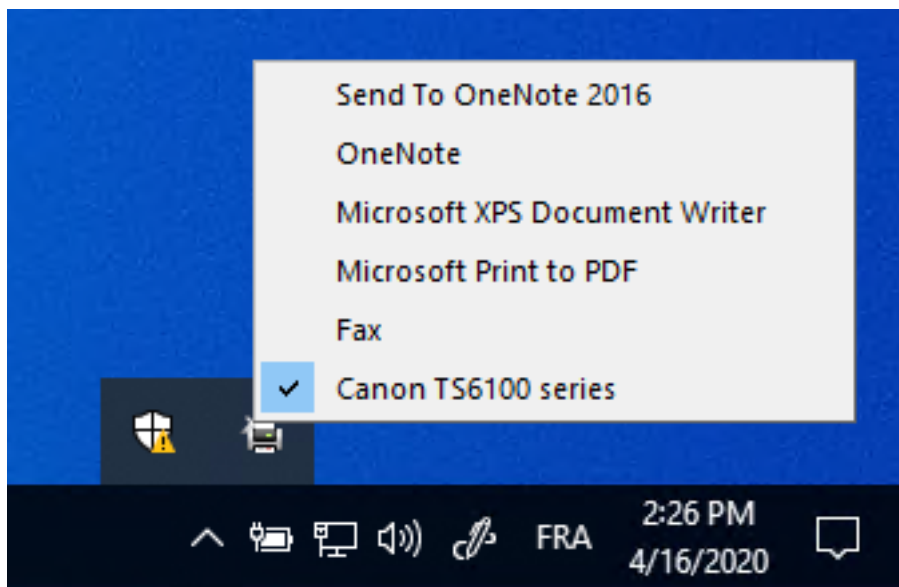 Send To OneNote 2016
OneNote
Microsoft XPS Document Writer
Microsoft Print to PDF
Fax
Canon TS6100 series
FRA
2:26 PM
4/16/2020